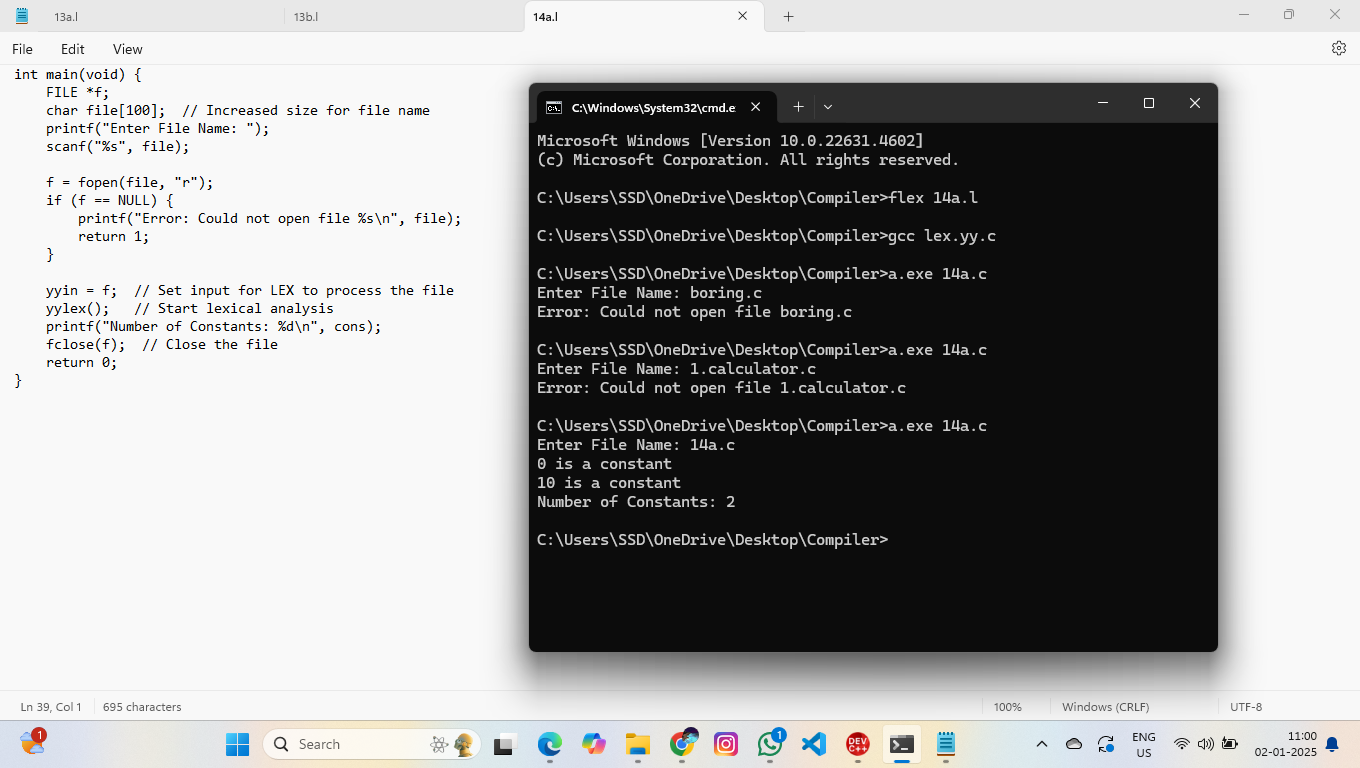 13a.l
13b.l
14a.l
File
Edit
View
int main(void) {
    FILE *f;
    char file[100];  // Increased size for file name
    printf("Enter File Name: ");
    scanf("%s", file);
    f = fopen(file, "r");
    if (f == NULL) {
        printf("Error: Could not open file %s\n", file);
        return 1;
    }
    yyin = f;  // Set input for LEX to process the file
    yylex();   // Start lexical analysis
    printf("Number of Constants: %d\n", cons);
    fclose(f);  // Close the file
    return 0;
}
C:\Windows\System32\cmd.e
Microsoft Windows [Version 10.0.22631.4602]
(c) Microsoft Corporation. All rights reserved.
C:\Users\SSD\OneDrive\Desktop\Compiler>flex 14a.l
C:\Users\SSD\OneDrive\Desktop\Compiler>gcc lex.yy.c
C:\Users\SSD\OneDrive\Desktop\Compiler>a.exe 14a.c
Enter File Name: boring.c
Error: Could not open file boring.c
C:\Users\SSD\OneDrive\Desktop\Compiler>a.exe 14a.c
Enter File Name: 1.calculator.c
Error: Could not open file 1.calculator.c
C:\Users\SSD\OneDrive\Desktop\Compiler>a.exe 14a.c
Enter File Name: 14a.c
0 is a constant
10 is a constant
Number of Constants: 2
C:\Users\SSD\OneDrive\Desktop\Compiler>
Ln 39, Col 1
695 characters
100%
Windows (CRLF)
UTF-8
1
Search
1
DEV
C++
ENG
US
11:00
02-01-2025